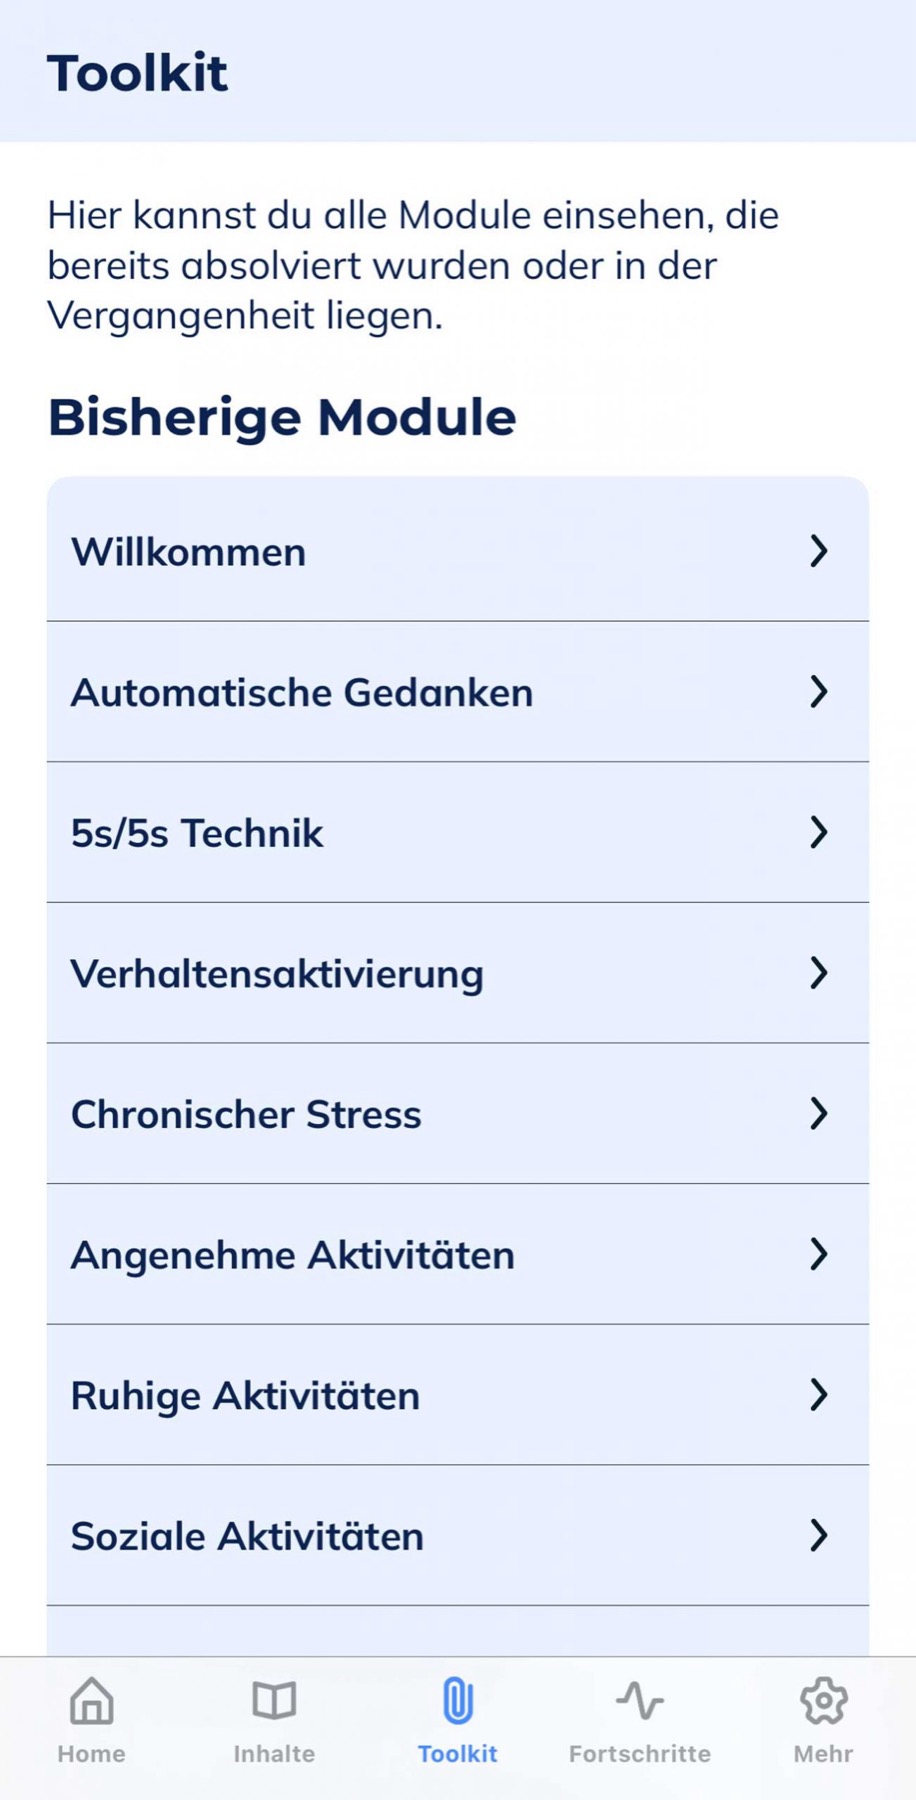 Toolkit
Hier kannst du alle Module einsehen, die
bereits absolviert wurden oder in der
Vergangenheit liegen.
Bisherige Module
Willkommen
Automatische Gedanken
5s/5s Technik
Verhaltensaktivierung
Chronischer Stress
Angenehme Aktivitäten
Ruhige Aktivitäten
Soziale Aktivitäten
Home Inhalte Toolkit Fortschritte Mehr